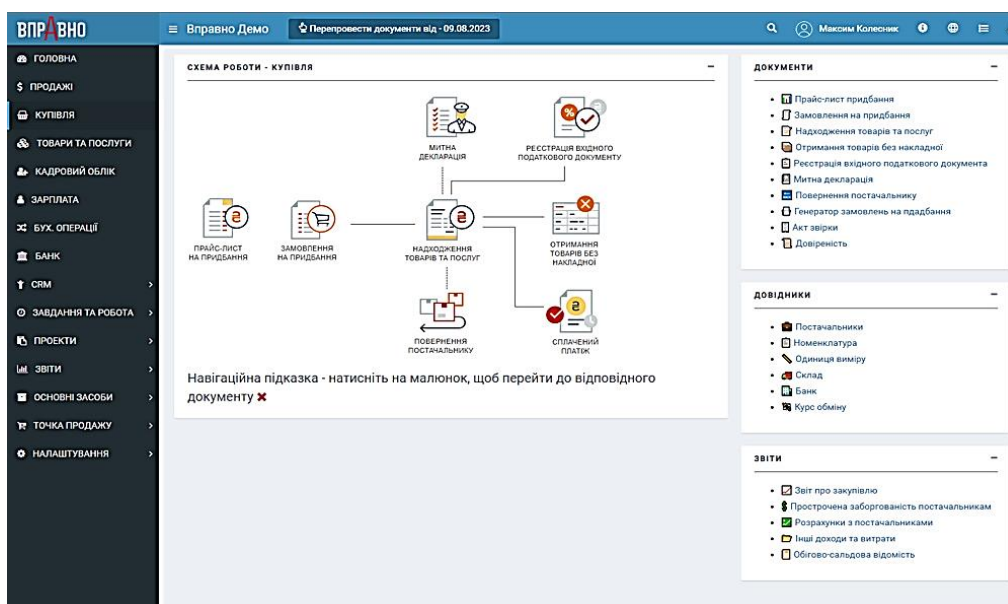 ВПРАВНО
Вправно Демо
Перепровести документи від - 09.08.2023
Максим Колесник
ГОЛОВНА
ПРОДАЖІ
КУПІВЛЯ
ТОВАРИ ТА ПОСЛУГИ
КАДРОВИЙ ОБЛІК
ЗАРПЛАТА
БУХ. ОПЕРАЦІЇ
БАНК
CRM
ЗАВДАННЯ ТА РОБОТА
ПРОЕКТИ
ЗВІТИ
ОСНОВНІ ЗАСОБИ
ТОЧКА ПРОДАЖУ
НАЛАШТУВАННЯ
СХЕМА РОБОТИ - КУПІВЛЯ
МИТНА
ДЕКЛАРАЦІЯ
РЕЄСТРАЦІЯ ВХІДНОГО
ПОДАТКОВОГО ДОКУМЕНТУ
ПРАЙС-ЛИСТ
НА ПРИДБАННЯ
ЗАМОВЛЕННЯ
НА ПРИДБАННЯ
НАДХОДЖЕННЯ
ТОВАРІВ ТА ПОСЛУГ
ОТРИМАННЯ
ТОВАРІВ БЕЗ
НАКЛАДНОЇ
ПОВЕРНЕННЯ
ПОСТАЧАЛЬНИКУ
СПЛАЧЕНИЙ
ПЛАТІЖ
Навігаційна підказка - натисніть на малюнок, щоб перейти до відповідного
документу
ДОКУМЕНТИ
Прайс-лист придбання
Замовлення на придбання
Надходження товарів та послуг
Отримання товарів без накладної
Реєстрація вхідного податкового документа
Митна декларація
Повернення постачальнику
Генератор замовлень на пдадбання
Акт звірки
Довіреність
ДОВІДНИКИ
Постачальники
Номенклатура
Одиниця виміру
Склад
Банк
Курс обміну
ЗВІТИ
Звіт про закупівлю
Прострочена заборгованість постачальникам
Розрахунки з постачальниками
Інші доходи та витрати
Обігово-сальдова відомість